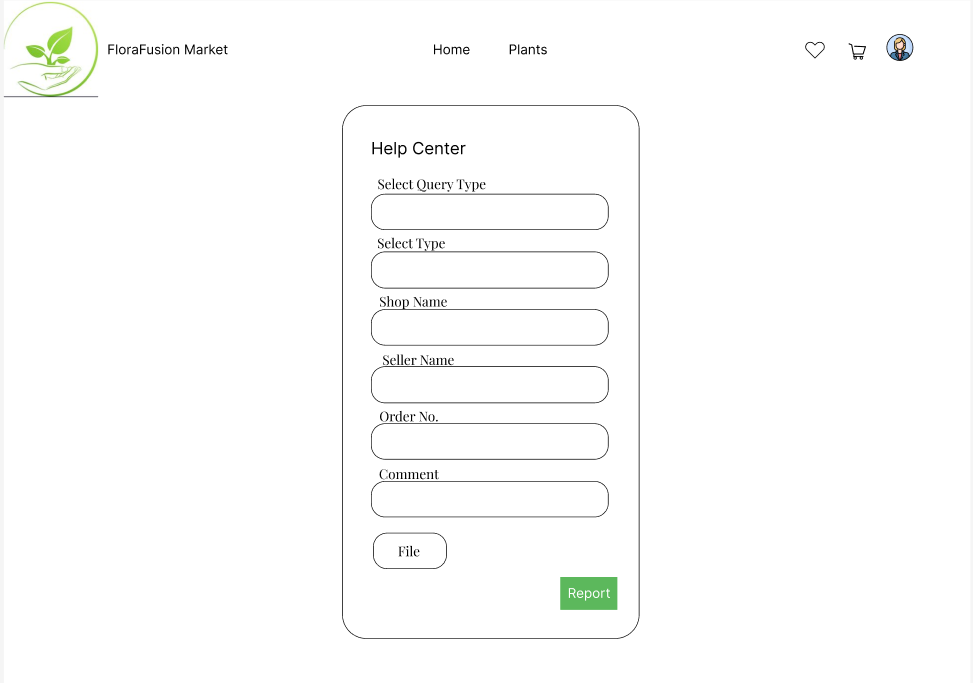 FloraFusion Market
Home
Plants
Help Center
Select Query Type
Select Type
Shop Name
Seller Name
Order No.
Comment
File
Report